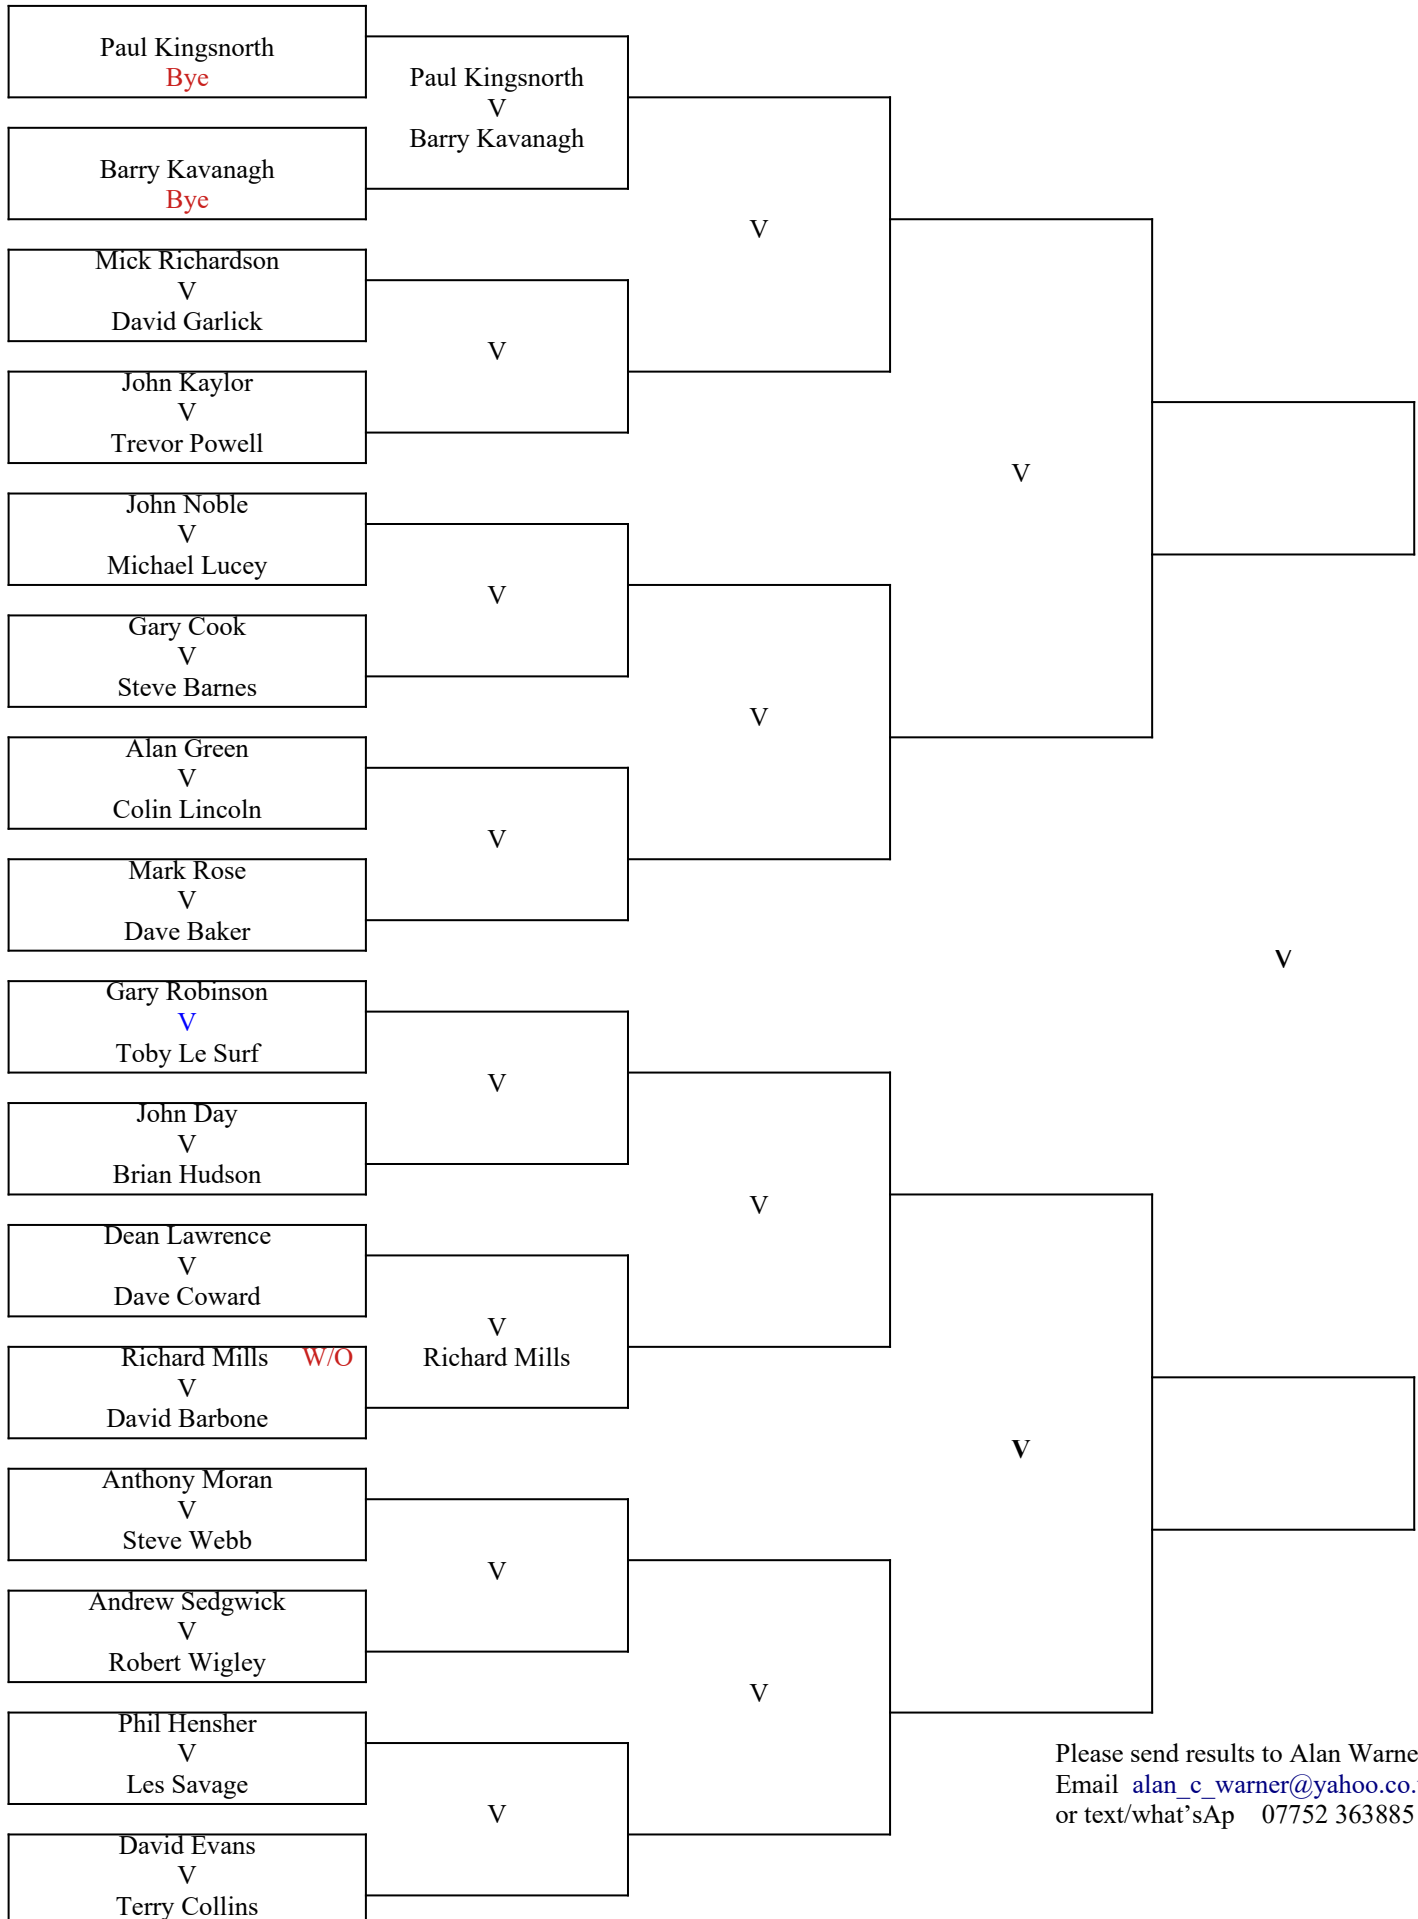 Paul Kingsnorth
Bye
Barry Kavanagh
Bye
Mick Richardson
V
David Garlick
John Kaylor
V
Trevor Powell
John Noble
V
Michael Lucey
Gary Cook
V
Steve Barnes
Alan Green
V
Colin Lincoln
Mark Rose
V
Dave Baker
Gary Robinson
V
Toby Le Surf
John Day
V
Brian Hudson
Dean Lawrence
V
Dave Coward
Richard Mills W/O
V
David Barbone
Anthony Moran
V
Steve Webb
Andrew Sedgwick
V
Robert Wigley
Phil Hensher
V
Les Savage
David Evans
V
Terry Collins
Paul Kingsnorth
V
Barry Kavanagh
V
V
V
V
V
Richard Mills
V
V
V
V
V
V
V
V
V
Please send results to Alan Warne
Email alan_c_warner@yahoo.co.
or text/what'sAp 07752 363885